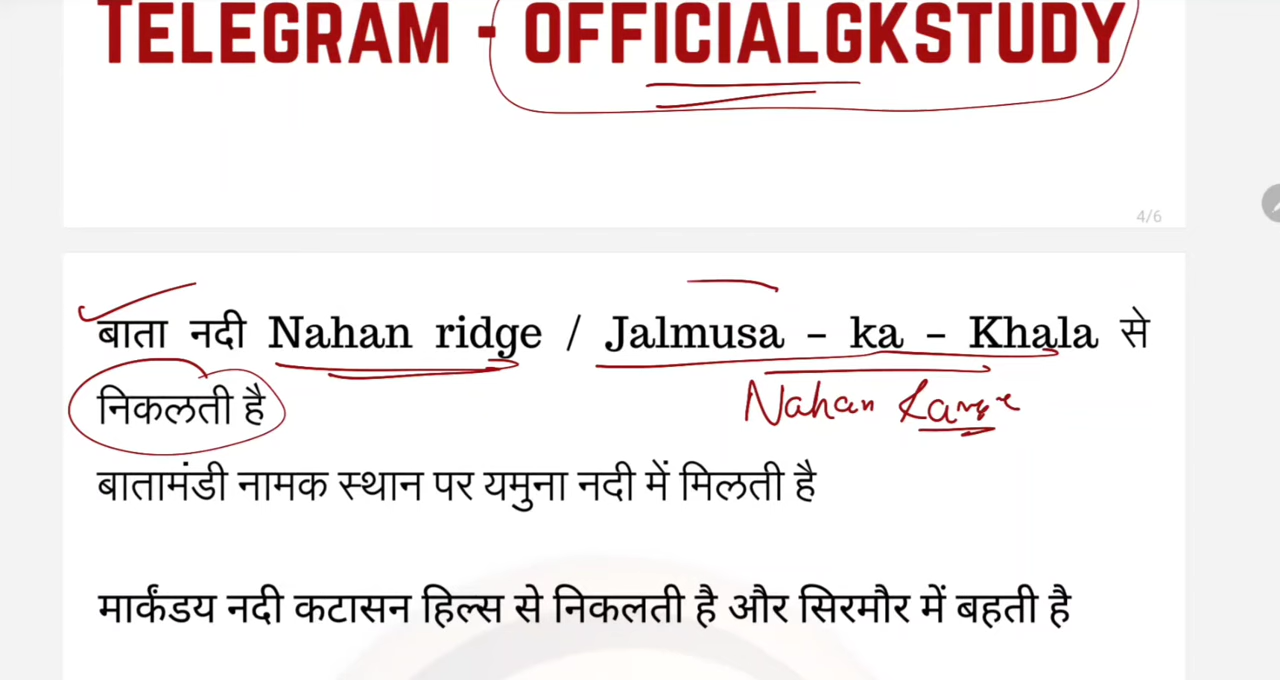 TELEGRAM - OFFICIALGKSTUDY
4/6
बाता नदी Nahan ridge / Jalmusa - ka - Khala से
Nahan Range
निकलती है
बातामंडी नामक स्थान पर यमुना नदी में मिलती है
मार्कंडय नदी कटासन हिल्स से निकलती है और सिरमौर में बहती है